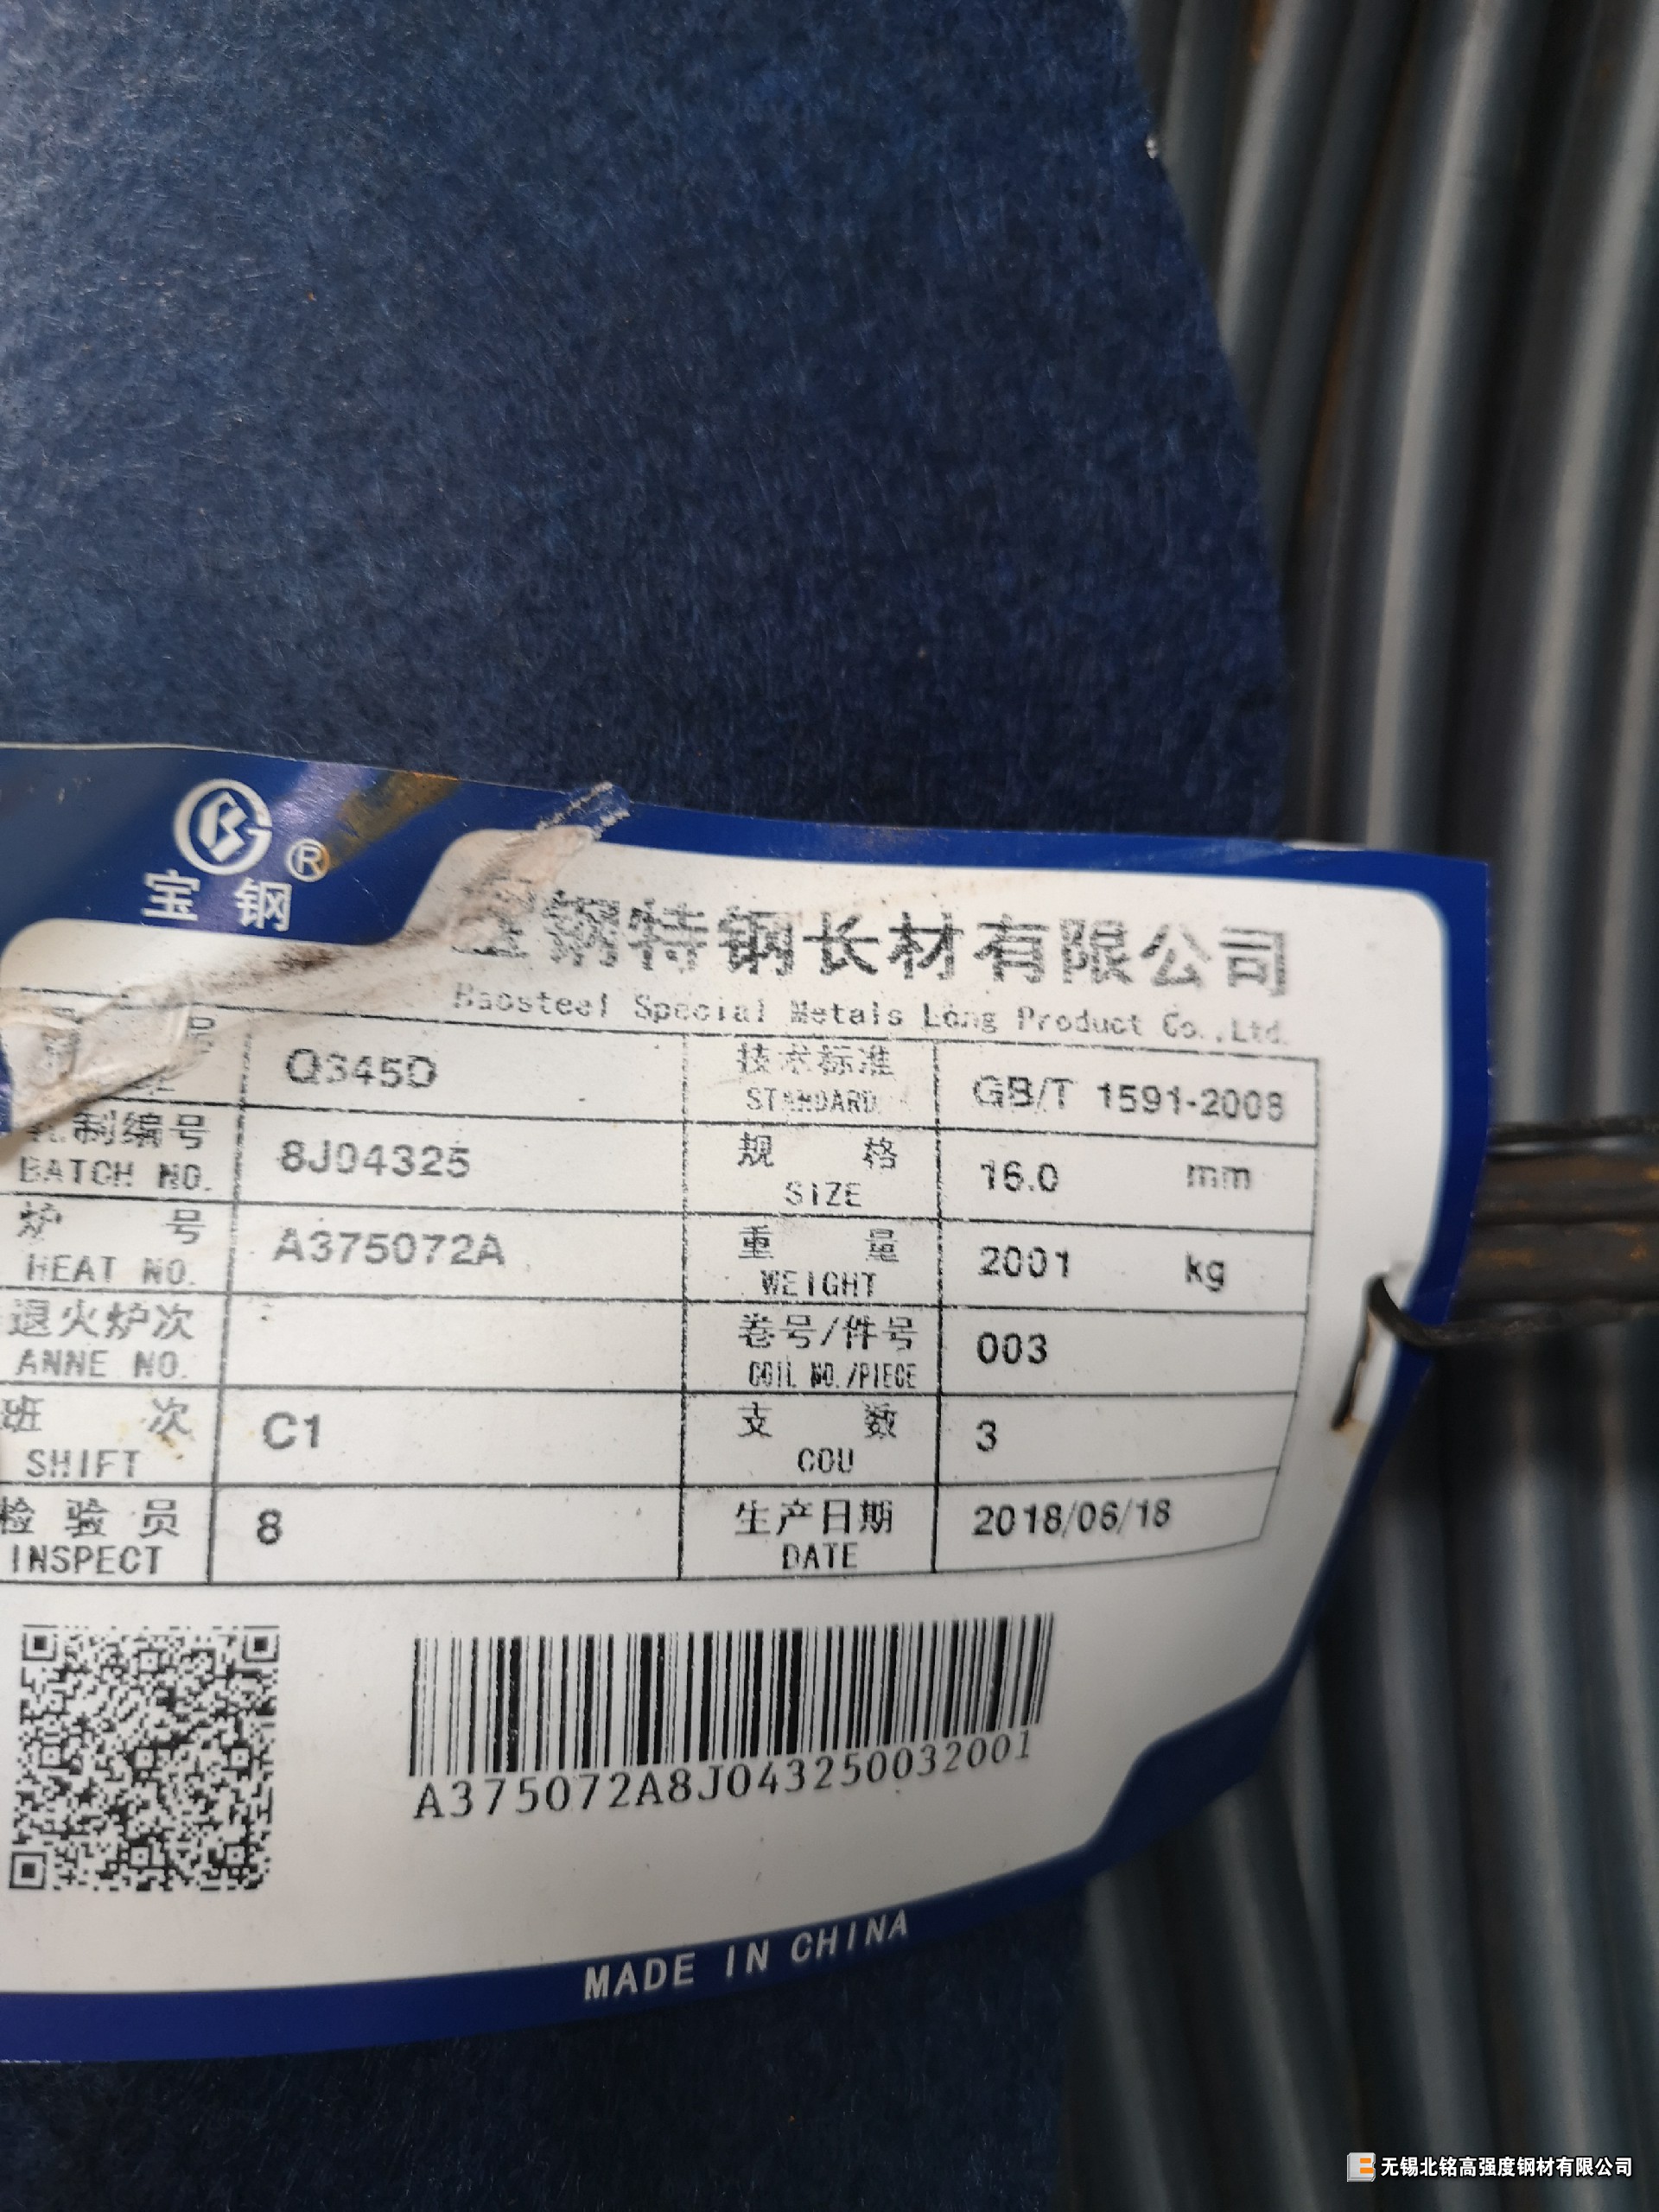 宝钢®
钢特钢长材有限公司
Baosteel Special Metals Long Product Co.,Ltd.
Q345D 技术标准 STANDARD GB/T 1591-2008
制编号 BATCH NO. 8J04325 规格 SIZE 16.0 mm
炉号 HEAT NO. A375072A 重量 WEIGHT 2001 kg
退火炉次 ANNE NO. 卷号/件号 COIL NO./PIECE 003
班次 SHIFT C1 支数 COU 3
检验员 INSPECT 8 生产日期 DATE 2018/06/18
A375072A8J043250032001
MADE IN CHINA
无锡北铭高强度钢材有限公司